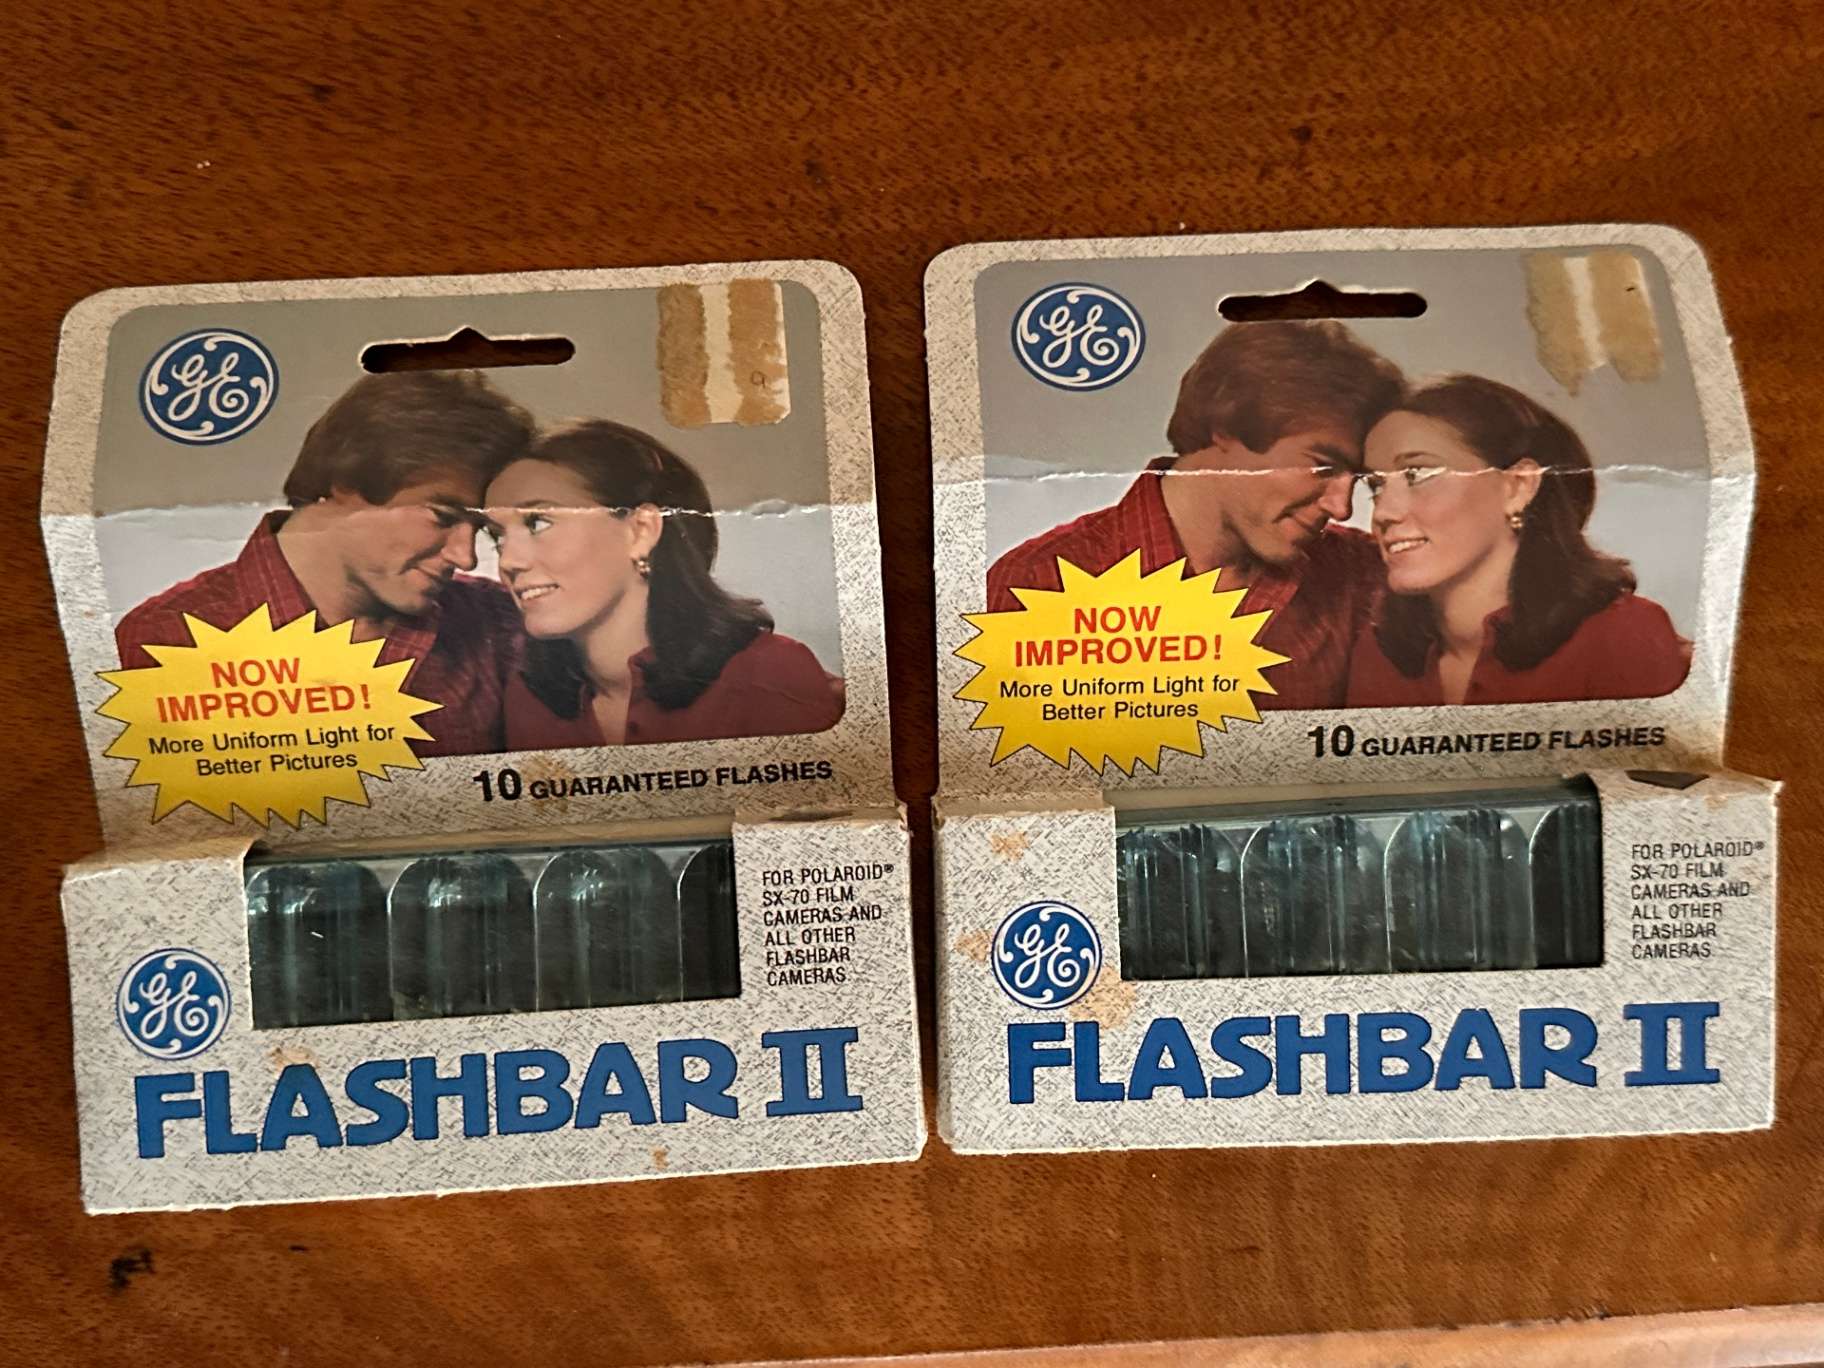 GE
NOW
IMPROVED!
More Uniform Light for
Better Pictures
10 GUARANTEED FLASHES
FOR POLAROID®
SX-70 FILM
CAMERAS AND
ALL OTHER
FLASHBAR
CAMERAS
GE
FLASHBAR II
GE
NOW
IMPROVED!
More Uniform Light for
Better Pictures
10 GUARANTEED FLASHES
FOR POLAROID®
SX-70 FILM
CAMERAS AND
ALL OTHER
FLASHBAR
CAMERAS
GE
FLASHBAR II